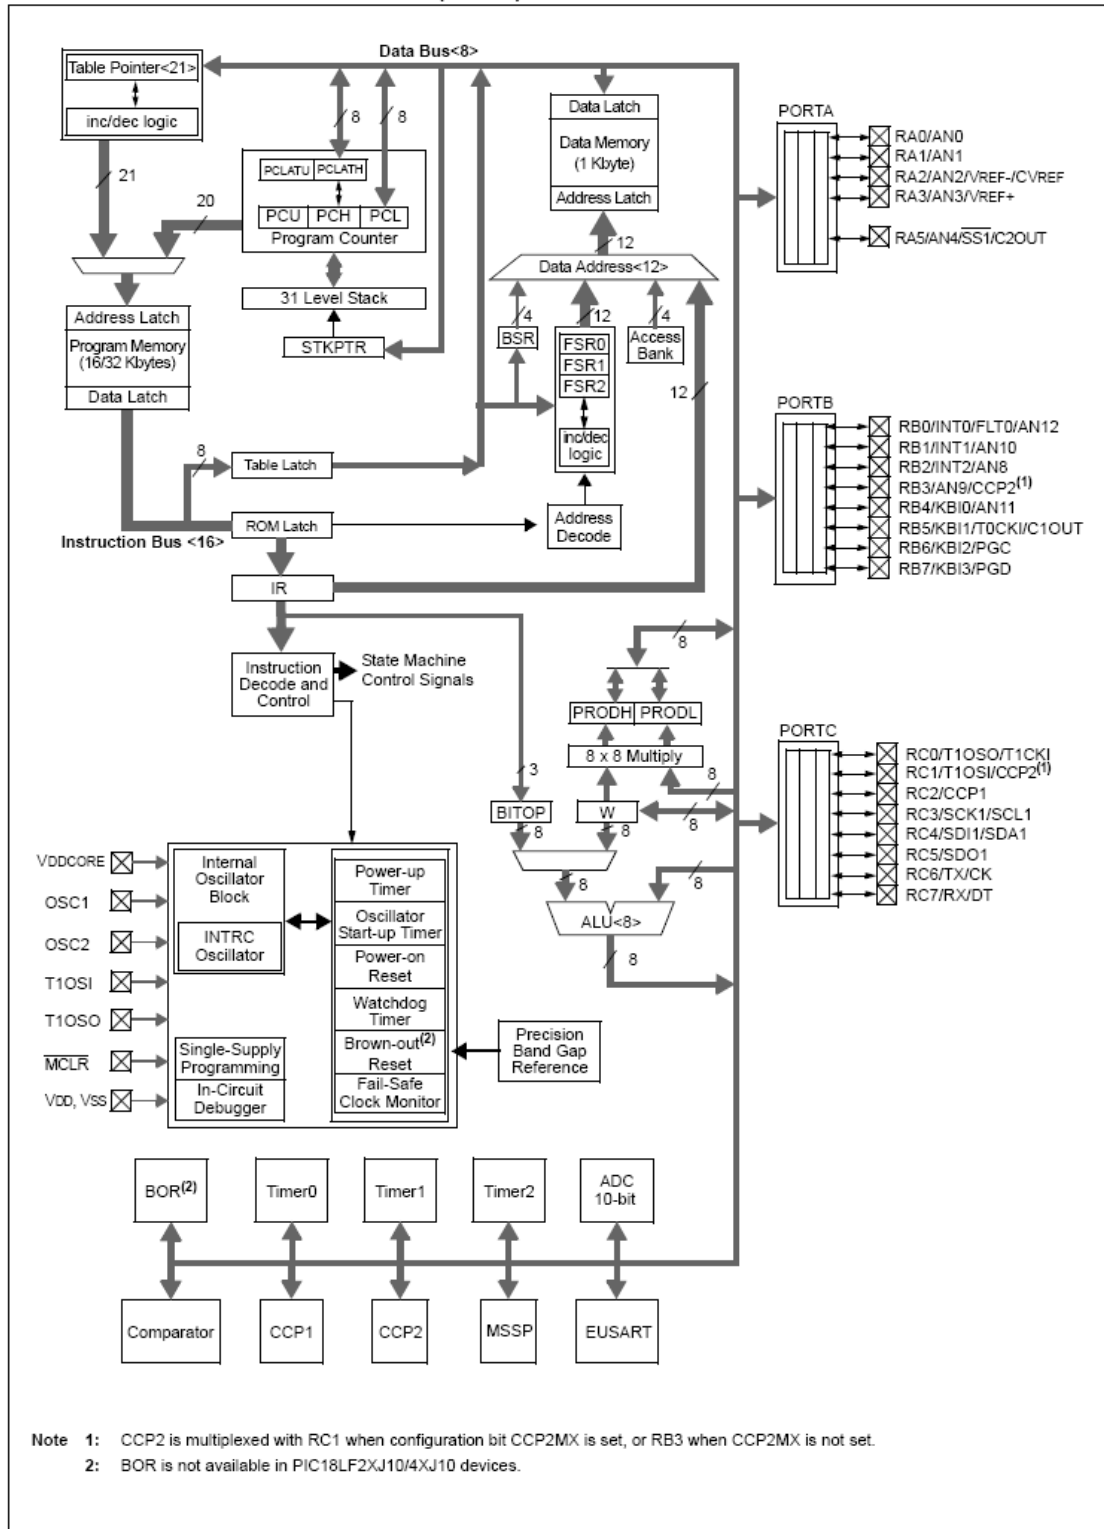 Data Bus<8>
Table Pointer<21>
inc/dec logic
21
8
8
PCLATU PCLATH
PCU PCH PCL
Program Counter
20
31 Level Stack
STKPTR
Address Latch
Program Memory
(16/32 Kbytes)
Data Latch
8
Table Latch
ROM Latch
Instruction Bus <16>
IR
Instruction
Decode and
Control
State Machine
Control Signals
Data Latch
Data Memory
(1 Kbyte)
Address Latch
12
Data Address<12>
4
12
4
BSR
FSR0
FSR1
FSR2
inc/dec
logic
Access
Bank
12
Address
Decode
8
PRODH PRODL
8 x 8 Multiply
3
8
BITOP
W
8
8
8
8
8
ALU<8>
8
PORTA
RA0/AN0
RA1/AN1
RA2/AN2/VREF-/CVREF
RA3/AN3/VREF+
RA5/AN4/SS1/C2OUT
PORTB
RB0/INT0/FLT0/AN12
RB1/INT1/AN10
RB2/INT2/AN8
RB3/AN9/CCP2(1)
RB4/KBI0/AN11
RB5/KBI1/T0CKI/C1OUT
RB6/KBI2/PGC
RB7/KBI3/PGD
PORTC
RC0/T1OSO/T1CKI
RC1/T1OSI/CCP2(1)
RC2/CCP1
RC3/SCK1/SCL1
RC4/SDI1/SDA1
RC5/SDO1
RC6/TX/CK
RC7/RX/DT
VDDCORE
OSC1
OSC2
T1OSI
T1OSO
MCLR
VDD, VSS
Internal
Oscillator
Block
INTRC
Oscillator
Single-Supply
Programming
In-Circuit
Debugger
Power-up
Timer
Oscillator
Start-up Timer
Power-on
Reset
Watchdog
Timer
Brown-out(2)
Reset
Fail-Safe
Clock Monitor
Precision
Band Gap
Reference
BOR(2)
Timer0
Timer1
Timer2
ADC
10-bit
Comparator
CCP1
CCP2
MSSP
EUSART
Note 1: CCP2 is multiplexed with RC1 when configuration bit CCP2MX is set, or RB3 when CCP2MX is not set.
2: BOR is not available in PIC18LF2XJ10/4XJ10 devices.